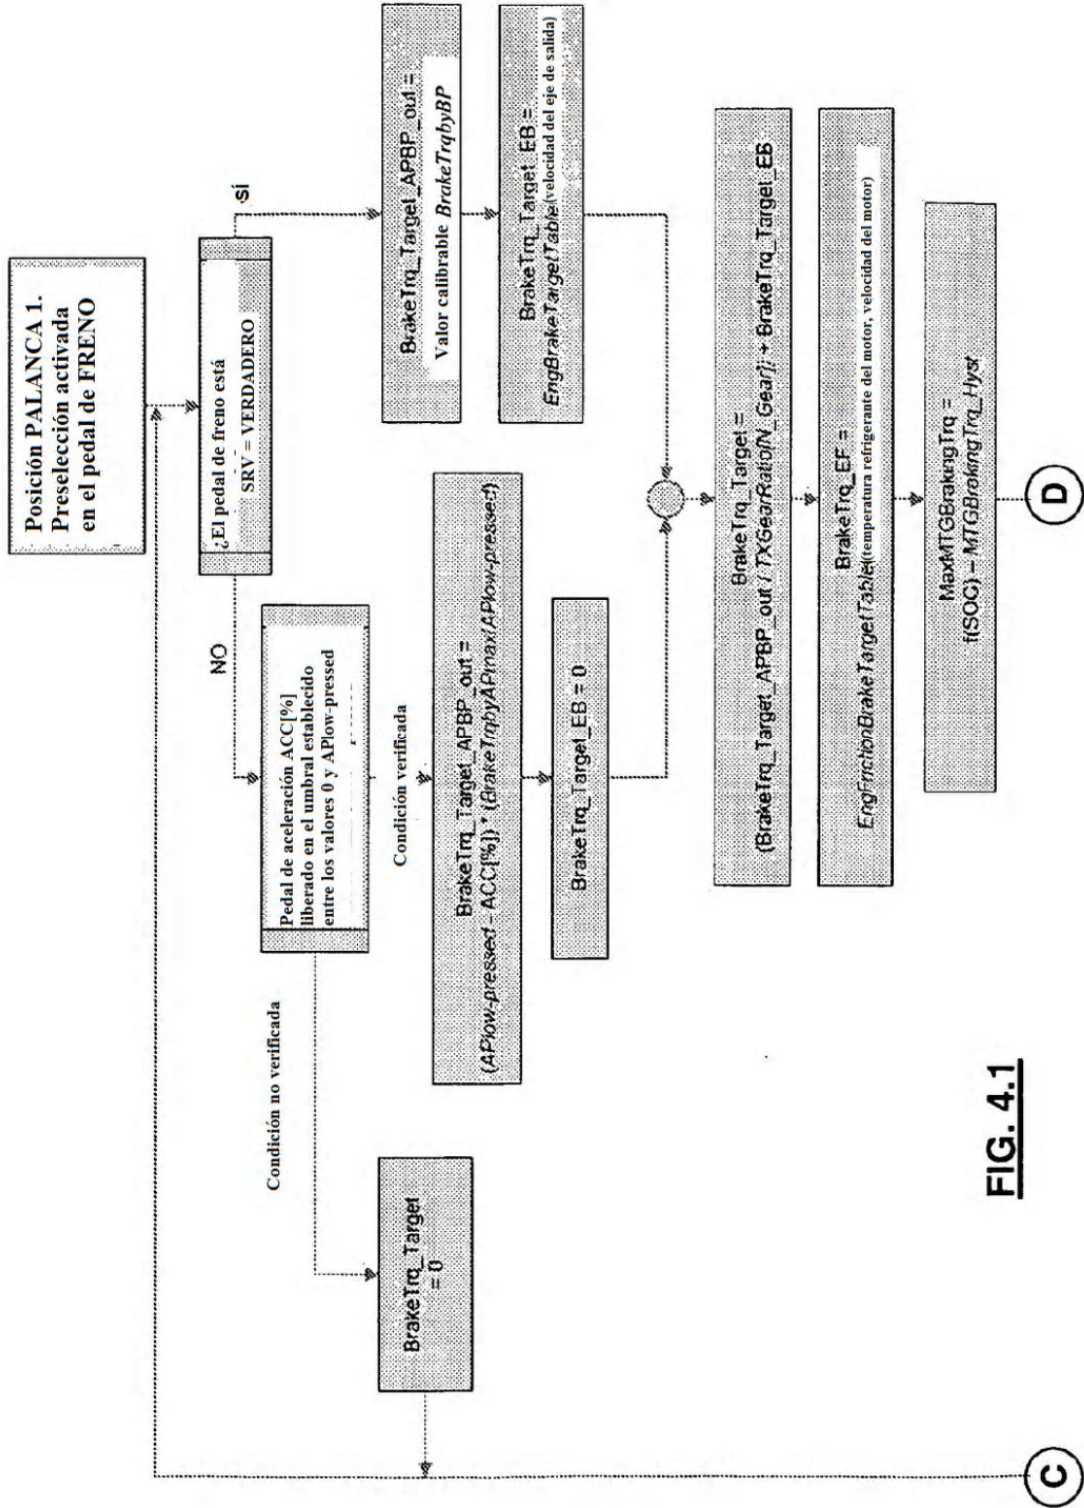 Posición PALANCA 1.
Preselección activada
en el pedal de FRENO
¿El pedal de freno está
SRV = VERDADERO
NO
SÍ
Pedal de aceleración ACC[%]
liberado en el umbral establecido
entre los valores 0 y APlow-pressed
Condición no verificada
Condición verificada
BrakeTrq_Target
= 0
BrakeTrq_Target_APBP_out =
(APlow-pressed - ACC[%]) * (BrakeTrqbyAPmax/APlow-pressed)
BrakeTrq_Target_EB = 0
BrakeTrq_Target_APBP_out =
Valor calibrable BrakeTrqbyBP
BrakeTrq_Target_EB =
EngBrakeTargetTable(velocidad del eje de salida)
BrakeTrq_Target =
(BrakeTrq_Target_APBP_out / TXGearRatio[N_Gear]) + BrakeTrq_Target_EB
BrakeTrq_EF =
EngFrictionBrakeTargetTable(temperatura refrigerante del motor, velocidad del motor)
MaxMTGBrakingTrq =
f(SOC) – MTGBrakingTrq_Hyst
C
D
FIG. 4.1